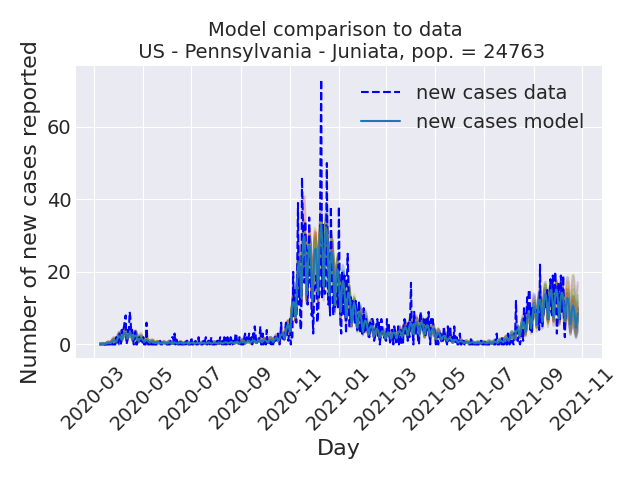 Model comparison to data
US - Pennsylvania - Juniata, pop. = 24763
Number of new cases reported
60
40
20
0
new cases data
new cases model
2020-03
2020-05
2020-07
2020-09
2020-11
2021-01
2021-03
2021-05
2021-07
2021-09
2021-11
Day